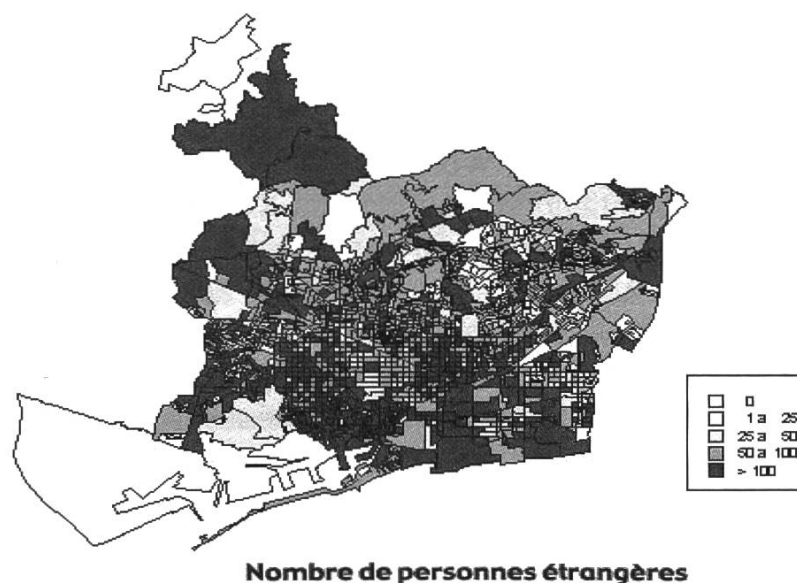 0
1 a 25
25 a 50
50 a 100
> 100
Nombre de personnes étrangères